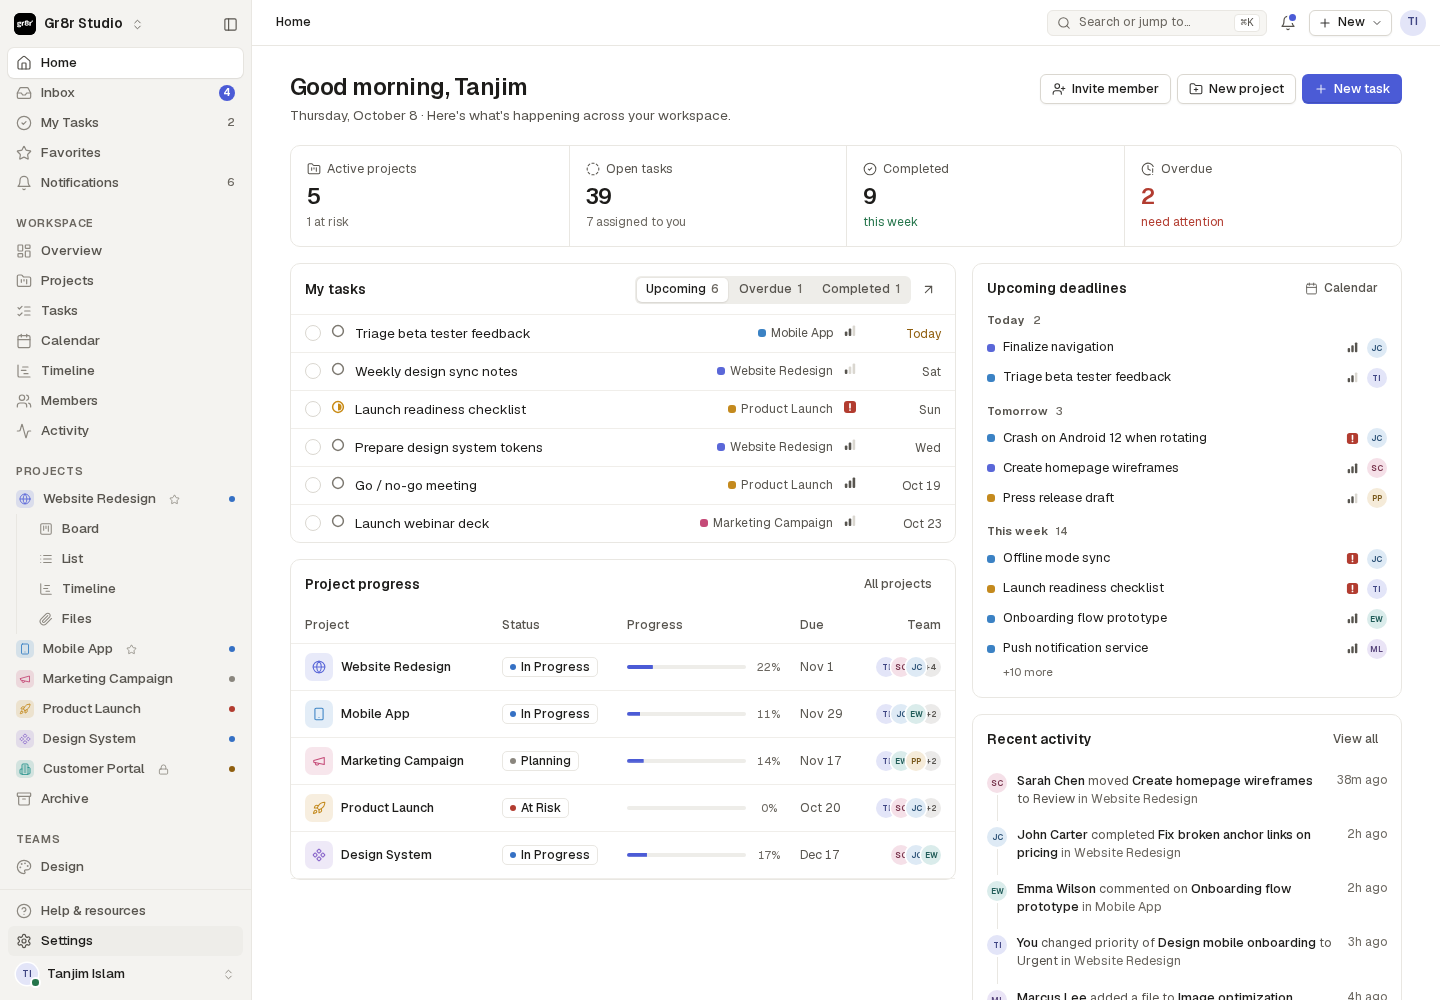 gr8r
Gr8r Studio
Home
Inbox 4
My Tasks 2
Favorites
Notifications 6
WORKSPACE
Overview
Projects
Tasks
Calendar
Timeline
Members
Activity
PROJECTS
Website Redesign
Board
List
Timeline
Files
Mobile App
Marketing Campaign
Product Launch
Design System
Customer Portal
Archive
TEAMS
Design
Help & resources
Settings
TI Tanjim Islam
Home
Search or jump to... ⌘K
New
TI
Good morning, Tanjim
Thursday, October 8 · Here's what's happening across your workspace.
Invite member
New project
New task
Active projects
5
1 at risk
Open tasks
39
7 assigned to you
Completed
9
this week
Overdue
2
need attention
My tasks
Upcoming 6 Overdue 1 Completed 1
Triage beta tester feedback Mobile App Today
Weekly design sync notes Website Redesign Sat
Launch readiness checklist Product Launch Sun
Prepare design system tokens Website Redesign Wed
Go / no-go meeting Product Launch Oct 19
Launch webinar deck Marketing Campaign Oct 23
Project progress All projects
Project Status Progress Due Team
Website Redesign In Progress 22% Nov 1 JC +4
Mobile App In Progress 11% Nov 29 EW +2
Marketing Campaign Planning 14% Nov 17 PP +2
Product Launch At Risk 0% Oct 20 JC +2
Design System In Progress 17% Dec 17 EW
Upcoming deadlines Calendar
Today 2
Finalize navigation JC
Triage beta tester feedback TI
Tomorrow 3
Crash on Android 12 when rotating JC
Create homepage wireframes SC
Press release draft PP
This week 14
Offline mode sync JC
Launch readiness checklist TI
Onboarding flow prototype EW
Push notification service ML
+10 more
Recent activity View all
SC Sarah Chen moved Create homepage wireframes 38m ago
to Review in Website Redesign
JC John Carter completed Fix broken anchor links on 2h ago
pricing in Website Redesign
EW Emma Wilson commented on Onboarding flow 2h ago
prototype in Mobile App
TI You changed priority of Design mobile onboarding to 3h ago
Urgent in Website Redesign
ML Marcus Lee added a file to Image optimization 4h ago